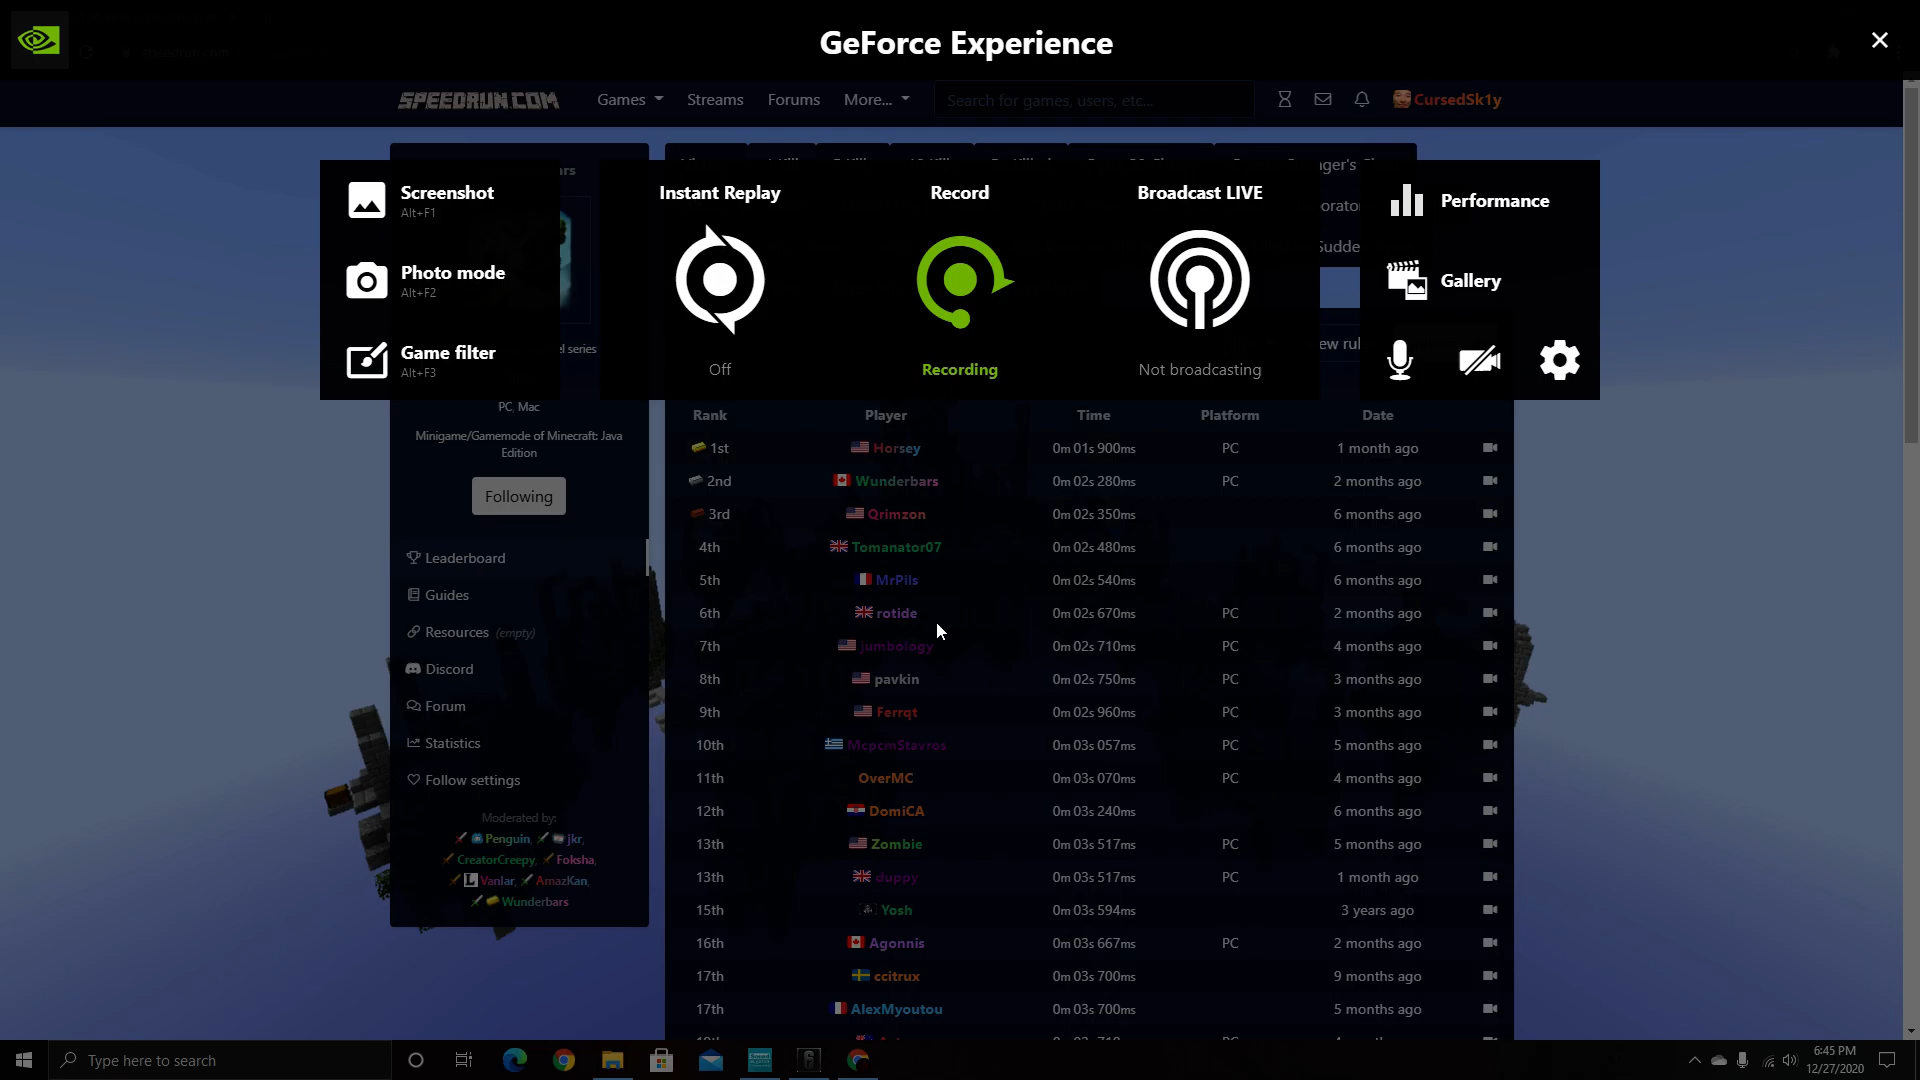 GeForce Experience
SPEEDRUN.COM
Games
Streams
Forums
More...
Search for games, users, etc...
CursedSk1y
Screenshot
Alt+F1
Photo mode
Alt+F2
Game filter
Alt+F3
Instant Replay
Off
Record
Recording
Broadcast LIVE
Not broadcasting
Performance
Gallery
PC, Mac
Minigame/Gamemode of Minecraft: Java
Edition
Following
Leaderboard
Guides
Resources (empty)
Discord
Forum
Statistics
Follow settings
Moderated by:
Penguin, jkr,
CreatorCreepy, Foksha,
Vanlar, AmazKan,
Wunderbars
Rank Player Time Platform Date
1st Horsey 0m 01s 900ms PC 1 month ago
2nd Wunderbars 0m 02s 280ms PC 2 months ago
3rd Qrimzon 0m 02s 350ms 6 months ago
4th Tomanator07 0m 02s 480ms 6 months ago
5th MrPils 0m 02s 540ms 6 months ago
6th rotide 0m 02s 670ms PC 2 months ago
7th jumbology 0m 02s 710ms PC 4 months ago
8th pavkin 0m 02s 750ms PC 3 months ago
9th Ferrqt 0m 02s 960ms PC 3 months ago
10th McpcmStavros 0m 03s 057ms PC 5 months ago
11th OverMC 0m 03s 070ms PC 4 months ago
12th DomiCA 0m 03s 240ms 6 months ago
13th Zombie 0m 03s 517ms PC 5 months ago
13th duppy 0m 03s 517ms PC 1 month ago
15th Yosh 0m 03s 594ms 3 years ago
16th Agonnis 0m 03s 667ms PC 2 months ago
17th ccitrux 0m 03s 700ms 9 months ago
17th AlexMyoutou 0m 03s 700ms 5 months ago
Type here to search
6:45 PM
12/27/2020